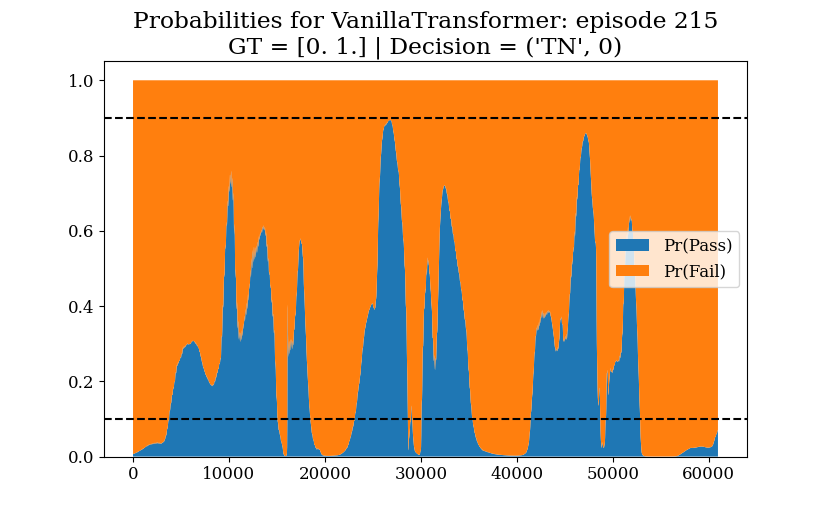 Probabilities for VanillaTransformer: episode 215
GT = [0. 1.] | Decision = ('TN', 0)
1.0
0.8
0.6
0.4
0.2
0.0
Pr(Pass)
Pr(Fail)
0 10000 20000 30000 40000 50000 60000